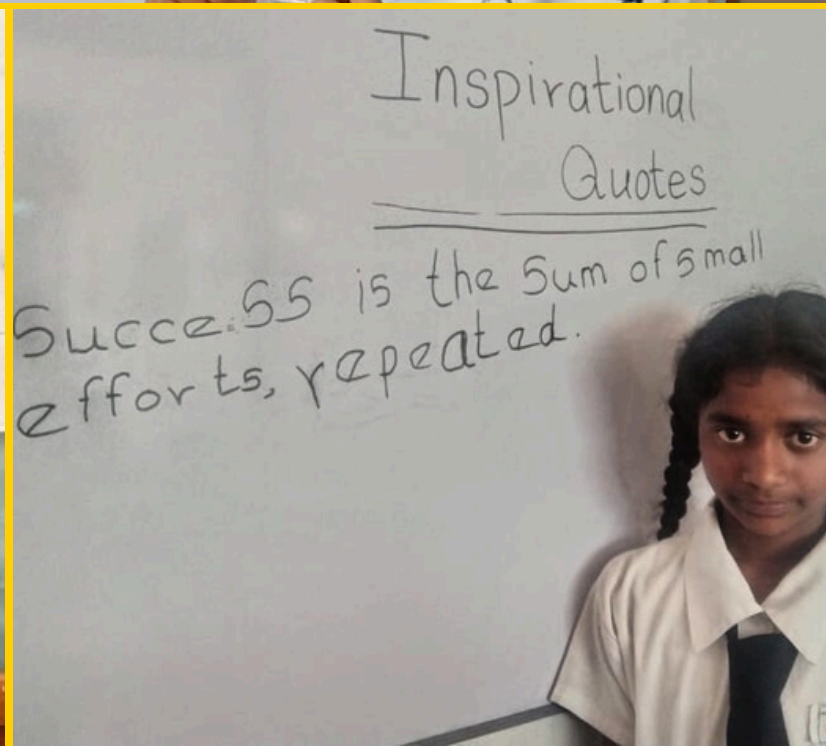 Inspirational
Quotes
Success is the Sum of small
efforts, repeated.